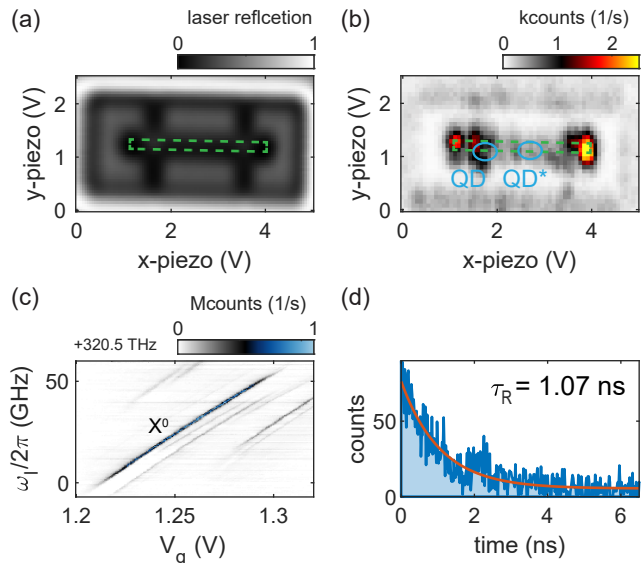 (a)
laser reflcetion
0 1
y-piezo (V)
2
1
0
0 2 4
x-piezo (V)
(b)
kcounts (1/s)
0 1 2
y-piezo (V)
2
1
0
QD QD*
0 2 4
x-piezo (V)
(c)
Mcounts (1/s)
+320.5 THz
0 1
ω_l/2π (GHz)
50
0
X⁰
1.2 1.25 1.3
V_g (V)
(d)
τ_R = 1.07 ns
counts
50
0
0 2 4 6
time (ns)